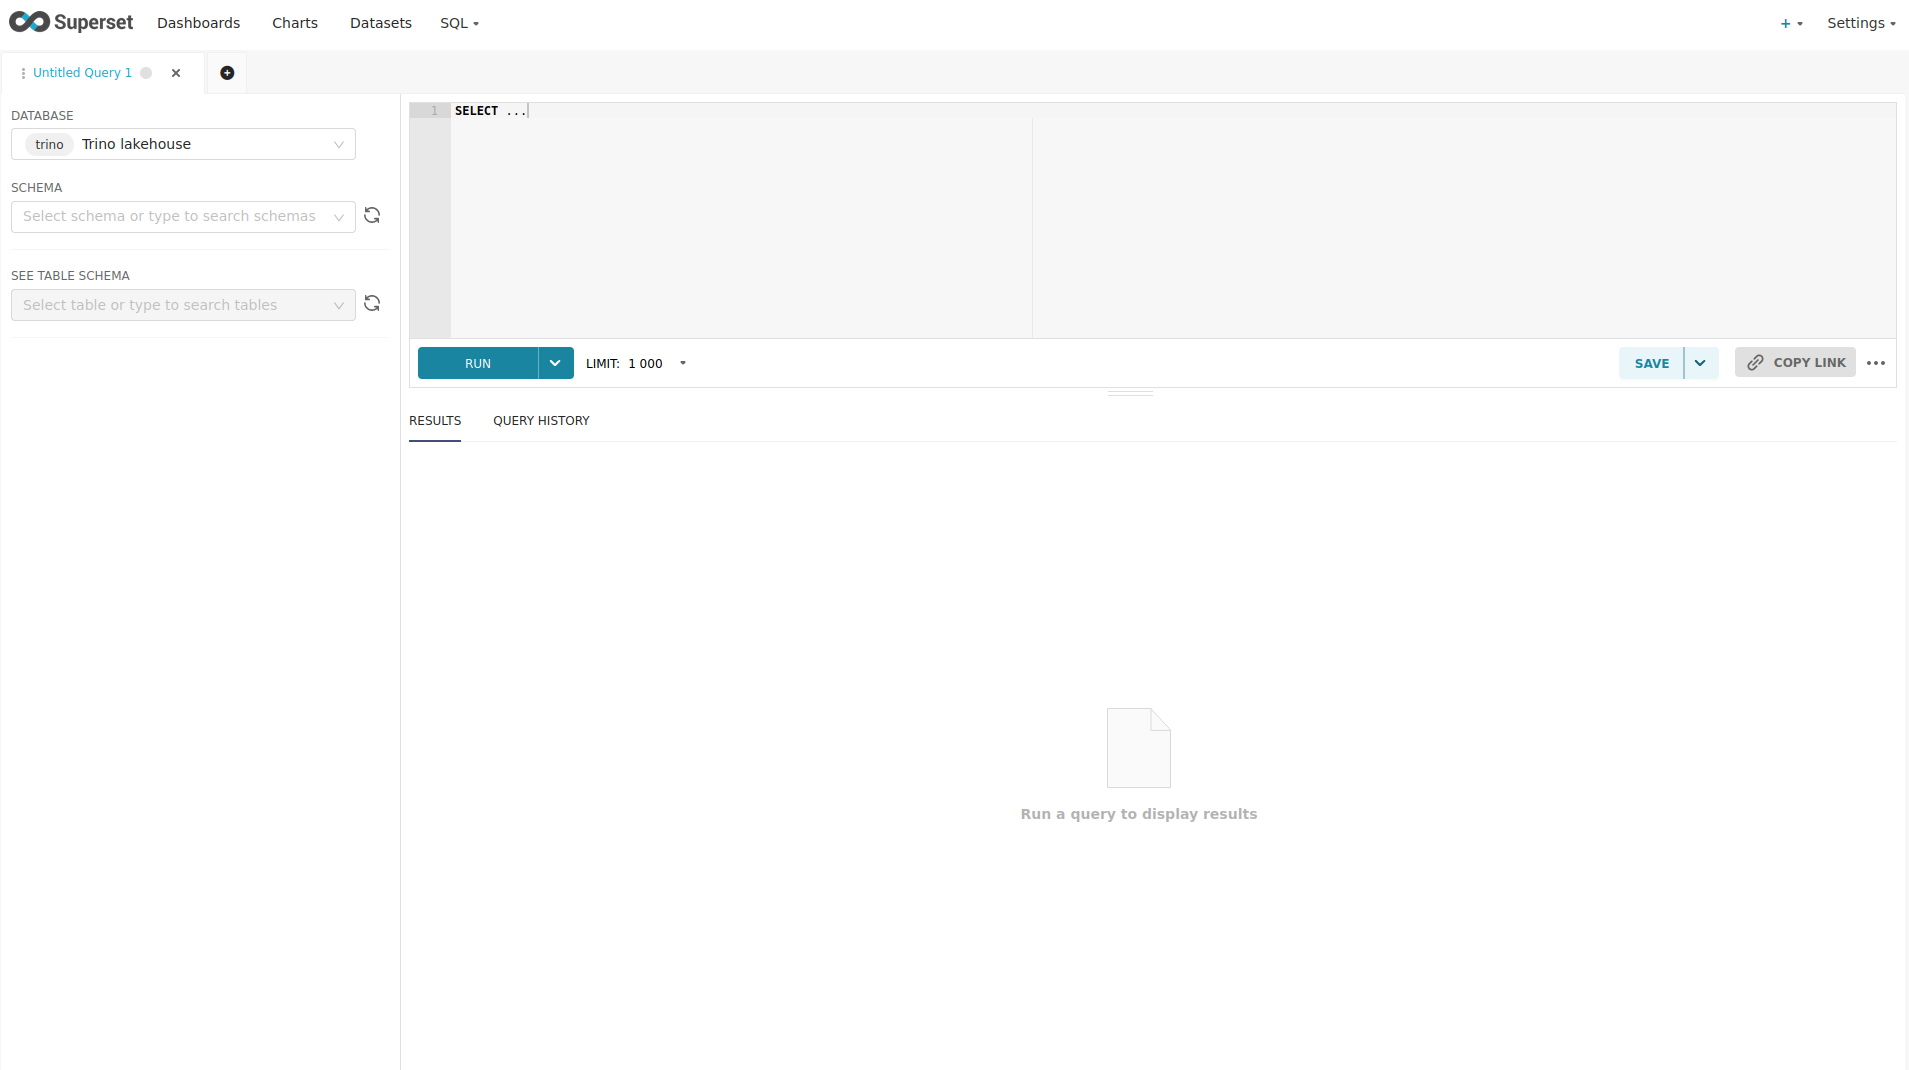 Superset Dashboards Charts Datasets SQL + Settings
Untitled Query 1
DATABASE
trino Trino lakehouse
SCHEMA
Select schema or type to search schemas
SEE TABLE SCHEMA
Select table or type to search tables
1 SELECT ...
RUN LIMIT: 1 000 SAVE COPY LINK
RESULTS QUERY HISTORY
Run a query to display results